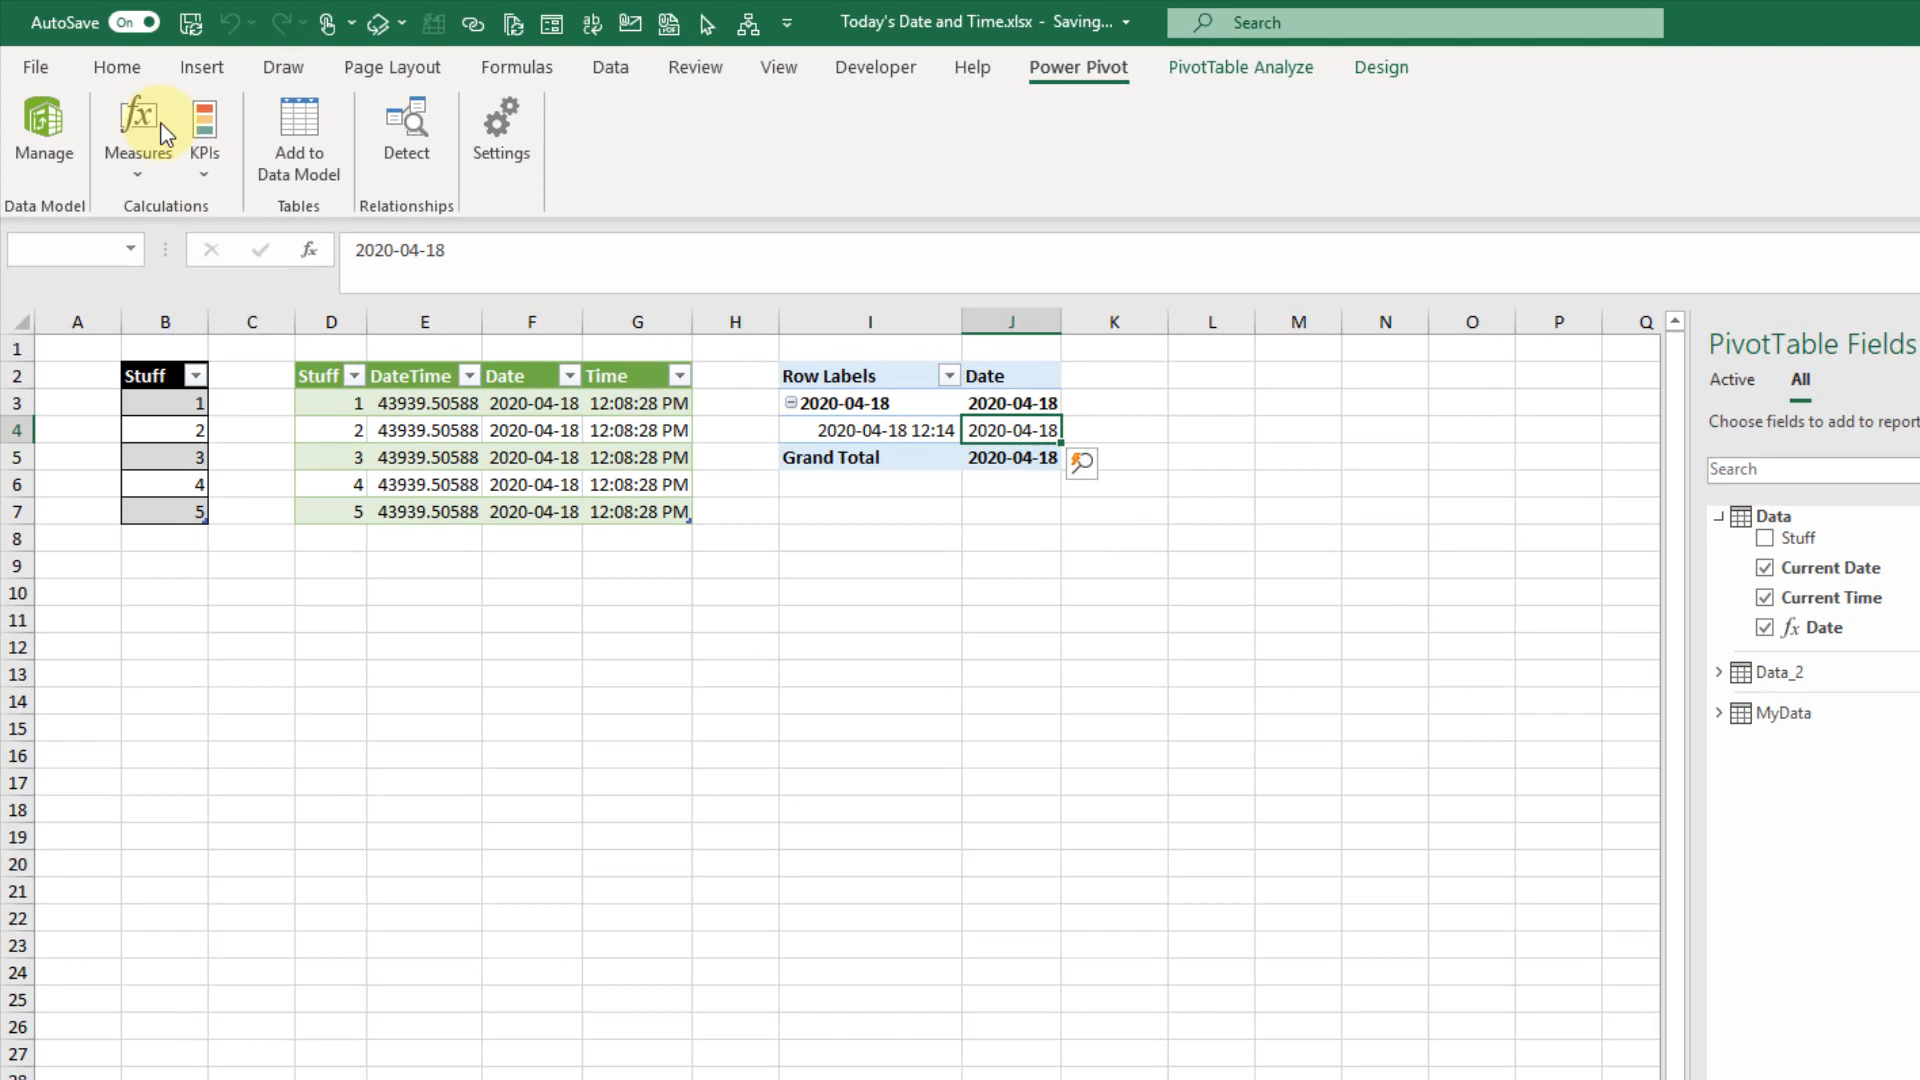 AutoSave On Today's Date and Time.xlsx - Saving... Search
File Home Insert Draw Page Layout Formulas Data Review View Developer Help Power Pivot PivotTable Analyze Design
Manage Measures KPIs Add to Data Model Detect Settings
Data Model Calculations Tables Relationships
fx 2020-04-18
A B C D E F G H I J K L M N O P Q
1
2 Stuff Stuff DateTime Date Time Row Labels Date
3 1 1 43939.50588 2020-04-18 12:08:28 PM 2020-04-18 2020-04-18
4 2 2 43939.50588 2020-04-18 12:08:28 PM 2020-04-18 12:14 2020-04-18
5 3 3 43939.50588 2020-04-18 12:08:28 PM Grand Total 2020-04-18
6 4 4 43939.50588 2020-04-18 12:08:28 PM
7 5 5 43939.50588 2020-04-18 12:08:28 PM
8
9
10
11
12
13
14
15
16
17
18
19
20
21
22
23
24
25
26
27
28
PivotTable Fields
Active All
Choose fields to add to report
Search
Data
Stuff
Current Date
Current Time
fx Date
Data_2
MyData